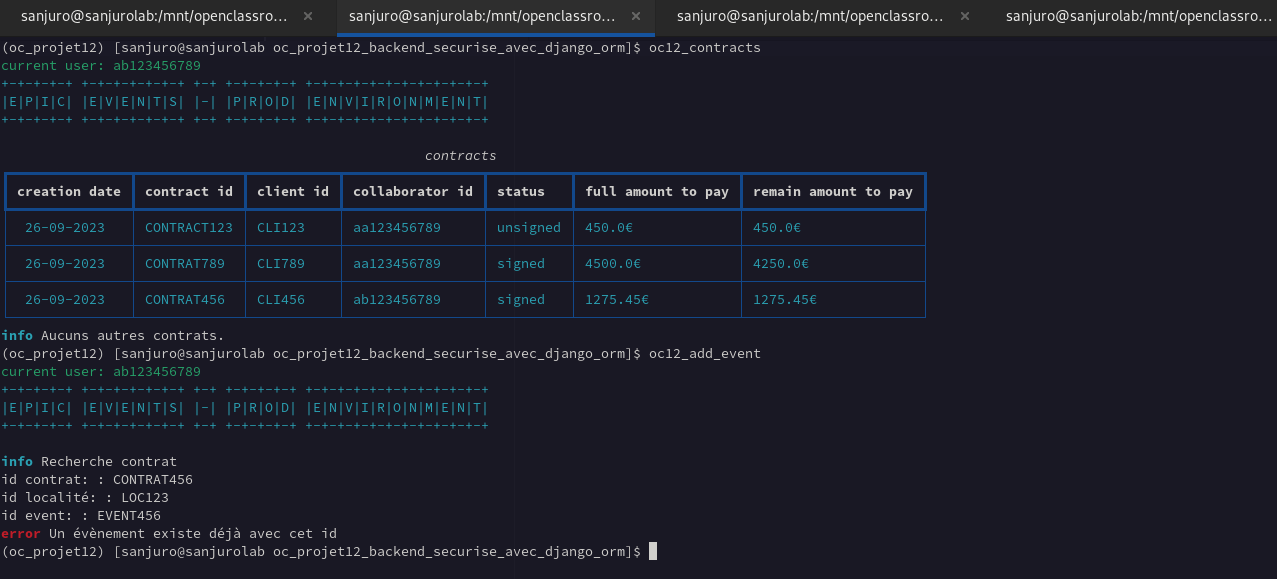 sanjuro@sanjurolab:/mnt/openclassro... × sanjuro@sanjurolab:/mnt/openclassro... × sanjuro@sanjurolab:/mnt/openclassro... × sanjuro@sanjurolab:/mnt/openclassro...
(oc_projet12) [sanjuro@sanjurolab oc_projet12_backend_securise_avec_django_orm]$ oc12_contracts
current user: ab123456789
+-+-+-+-+ +-+-+-+-+-+-+ +-+ +-+-+-+-+ +-+-+-+-+-+-+-+-+-+-+-+
|E|P|I|C| |E|V|E|N|T|S| |-| |P|R|O|D| |E|N|V|I|R|O|N|M|E|N|T|
+-+-+-+-+ +-+-+-+-+-+-+ +-+ +-+-+-+-+ +-+-+-+-+-+-+-+-+-+-+-+
contracts
creation date contract id client id collaborator id status full amount to pay remain amount to pay
26-09-2023 CONTRACT123 CLI123 aa123456789 unsigned 450.0€ 450.0€
26-09-2023 CONTRAT789 CLI789 aa123456789 signed 4500.0€ 4250.0€
26-09-2023 CONTRAT456 CLI456 ab123456789 signed 1275.45€ 1275.45€
info Aucuns autres contrats.
(oc_projet12) [sanjuro@sanjurolab oc_projet12_backend_securise_avec_django_orm]$ oc12_add_event
current user: ab123456789
+-+-+-+-+ +-+-+-+-+-+-+ +-+ +-+-+-+-+ +-+-+-+-+-+-+-+-+-+-+-+
|E|P|I|C| |E|V|E|N|T|S| |-| |P|R|O|D| |E|N|V|I|R|O|N|M|E|N|T|
+-+-+-+-+ +-+-+-+-+-+-+ +-+ +-+-+-+-+ +-+-+-+-+-+-+-+-+-+-+-+
info Recherche contrat
id contrat: : CONTRAT456
id localité: : LOC123
id event: : EVENT456
error Un évènement existe déjà avec cet id
(oc_projet12) [sanjuro@sanjurolab oc_projet12_backend_securise_avec_django_orm]$